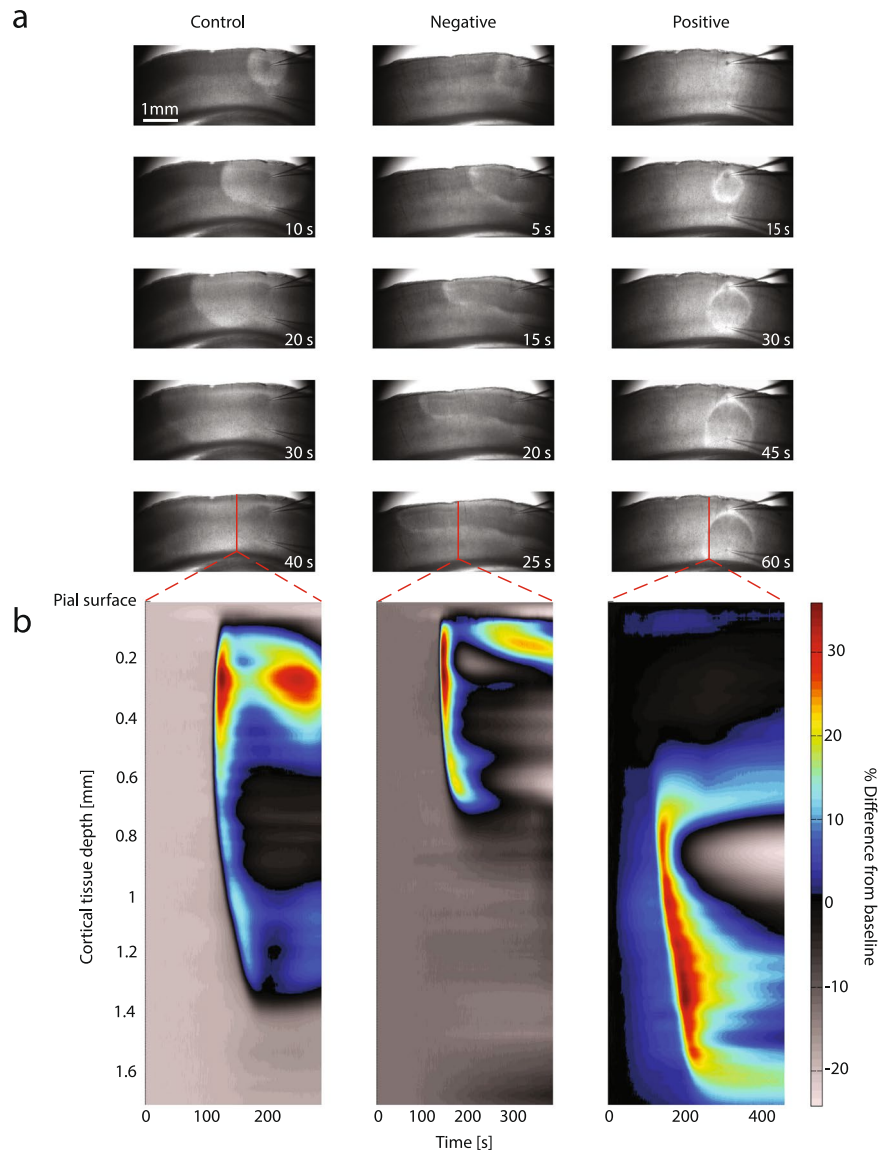 a
Control Negative Positive
1mm
10 s 5 s 15 s
20 s 15 s 30 s
30 s 20 s 45 s
40 s 25 s 60 s
b
Pial surface
0.2
0.4
0.6
0.8
1
1.2
1.4
1.6
Cortical tissue depth [mm]
0 100 200 0 100 200 300 0 200 400
Time [s]
30
20
10
0
-10
-20
% Difference from baseline